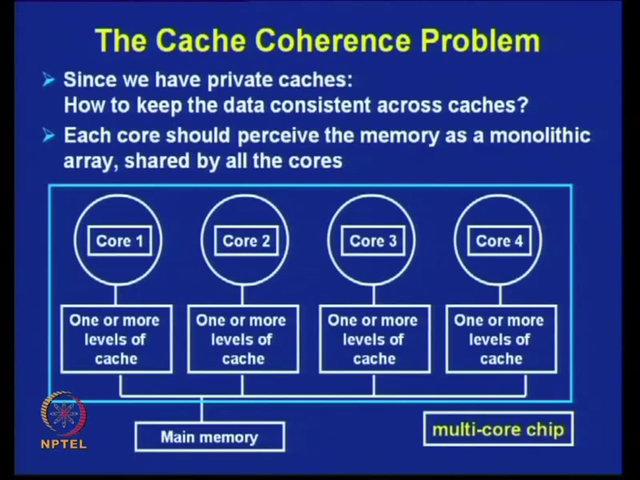 The Cache Coherence Problem
Since we have private caches:
How to keep the data consistent across caches?
Each core should perceive the memory as a monolithic
array, shared by all the cores
Core 1
Core 2
Core 3
Core 4
One or more
levels of
cache
One or more
levels of
cache
One or more
levels of
cache
One or more
levels of
cache
NPTEL
Main memory
multi-core chip